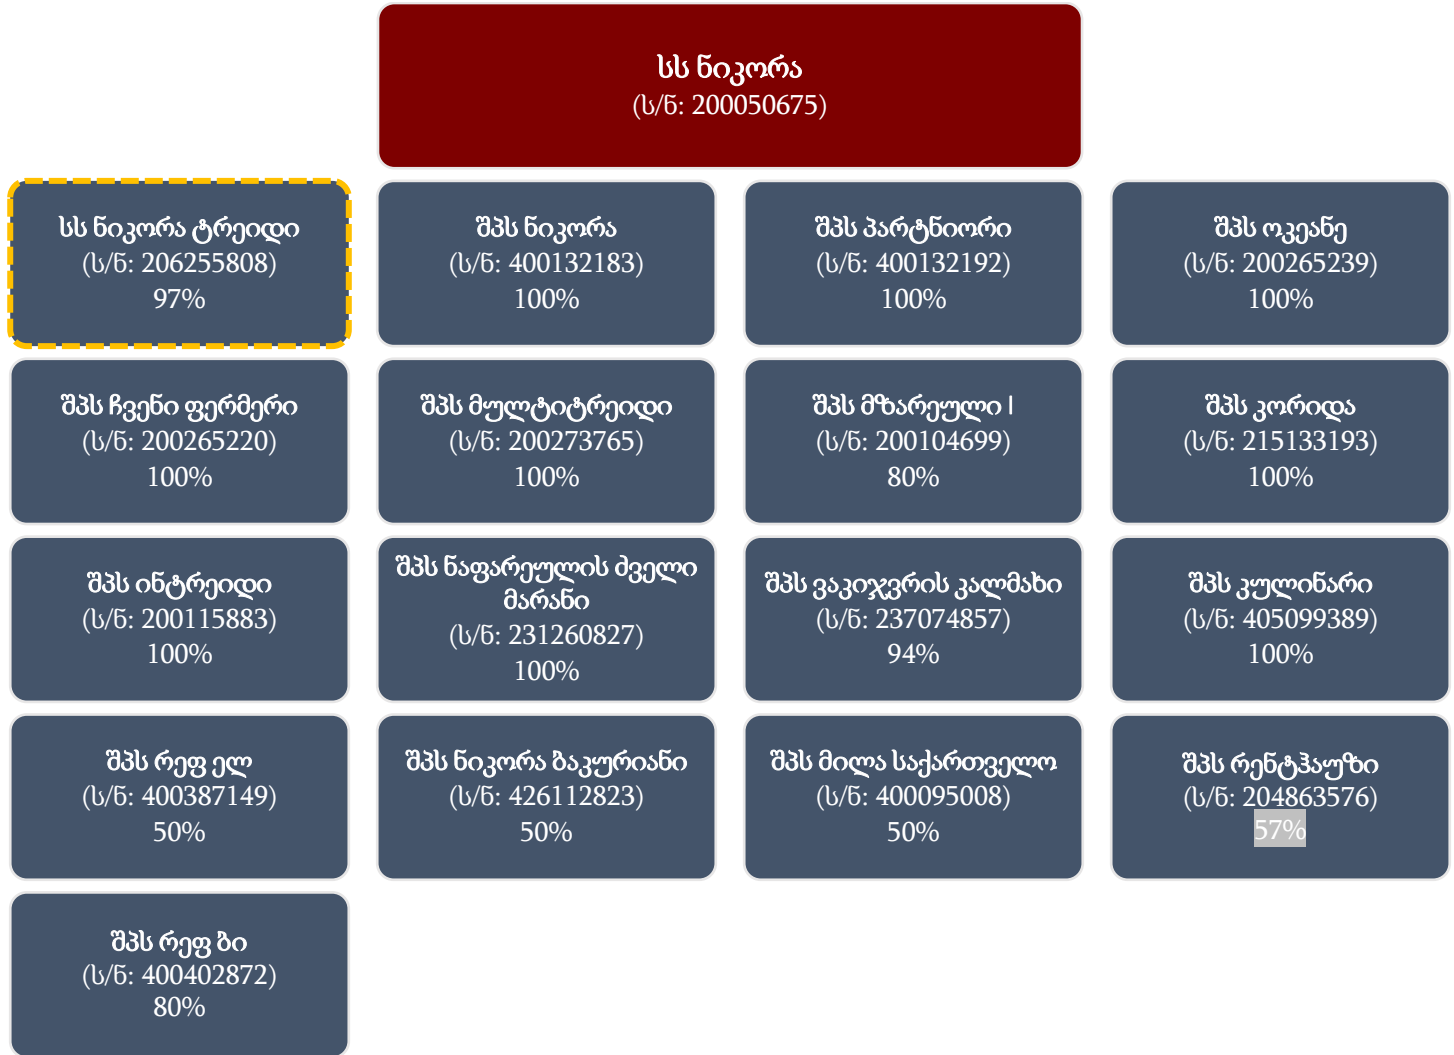 სს ნიკორა
(ს/ნ: 200050675)
სს ნიკორა ტრეიდი
(ს/ნ: 206255808)
97%
შპს ნიკორა
(ს/ნ: 400132183)
100%
შპს პარტნიორი
(ს/ნ: 400132192)
100%
შპს ოკეანე
(ს/ნ: 200265239)
100%
შპს ჩვენი ფერმერი
(ს/ნ: 200265220)
100%
შპს მულტიტრეიდი
(ს/ნ: 200273765)
100%
შპს მზარეული I
(ს/ნ: 200104699)
80%
შპს კორიდა
(ს/ნ: 215133193)
100%
შპს ინტრეიდი
(ს/ნ: 200115883)
100%
შპს ნაფარეულის ძველი
მარანი
(ს/ნ: 231260827)
100%
შპს ვაკიჯვრის კალმახი
(ს/ნ: 237074857)
94%
შპს კულინარი
(ს/ნ: 405099389)
100%
შპს რეფ ელ
(ს/ნ: 400387149)
50%
შპს ნიკორა ბაკურიანი
(ს/ნ: 426112823)
50%
შპს მილა საქართველო
(ს/ნ: 400095008)
50%
შპს რენტჰაუზი
(ს/ნ: 204863576)
57%
შპს რეფ ბი
(ს/ნ: 400402872)
80%